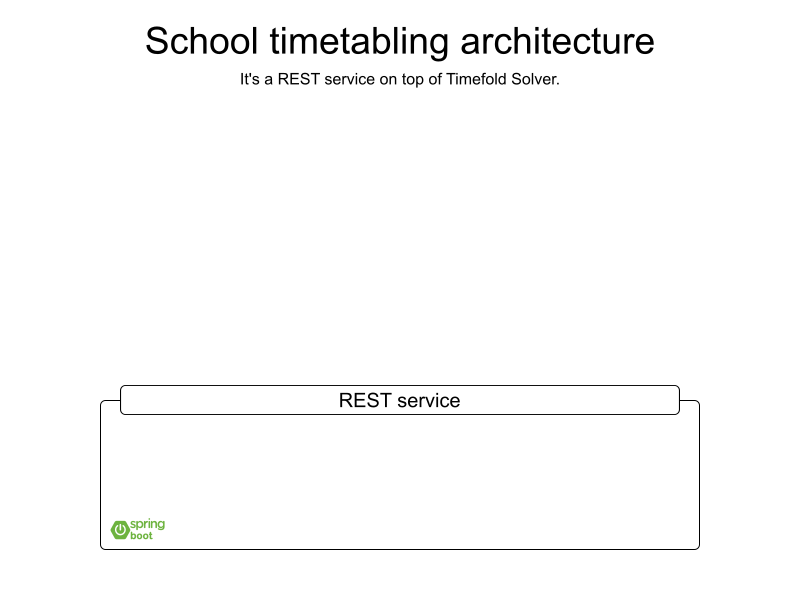 School timetabling architecture
It's a REST service on top of Timefold Solver.
REST service
spring
boot